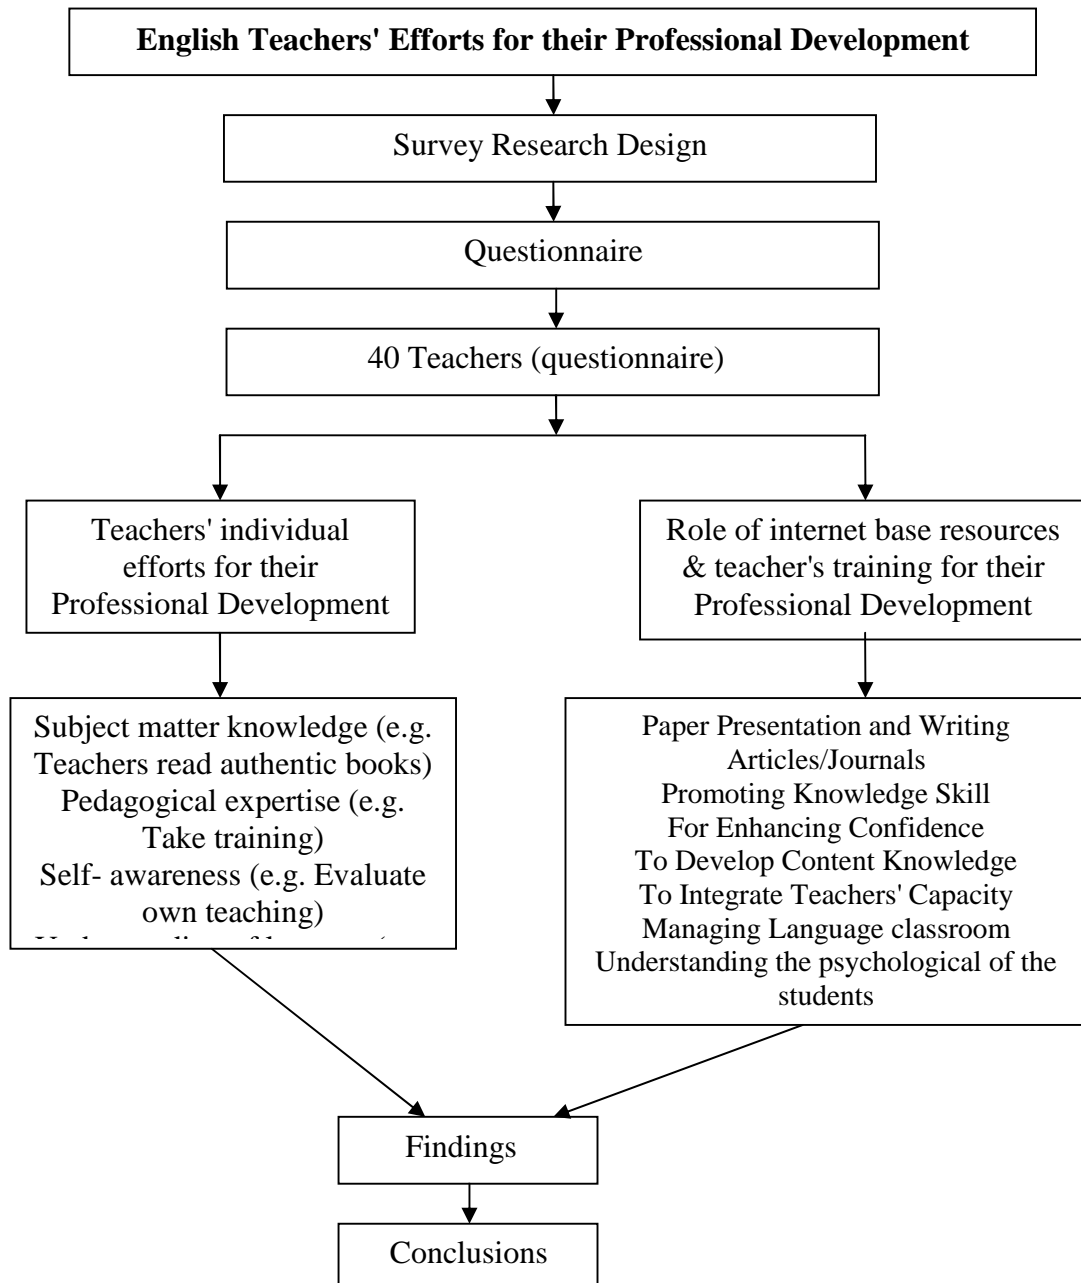 English Teachers' Efforts for their Professional Development
Survey Research Design
Questionnaire
40 Teachers (questionnaire)
Teachers' individual
efforts for their
Professional Development
Role of internet base resources
& teacher's training for their
Professional Development
Subject matter knowledge (e.g.
Teachers read authentic books)
Pedagogical expertise (e.g.
Take training)
Self- awareness (e.g. Evaluate
own teaching)
Paper Presentation and Writing
Articles/Journals
Promoting Knowledge Skill
For Enhancing Confidence
To Develop Content Knowledge
To Integrate Teachers' Capacity
Managing Language classroom
Understanding the psychological of the
students
Findings
Conclusions